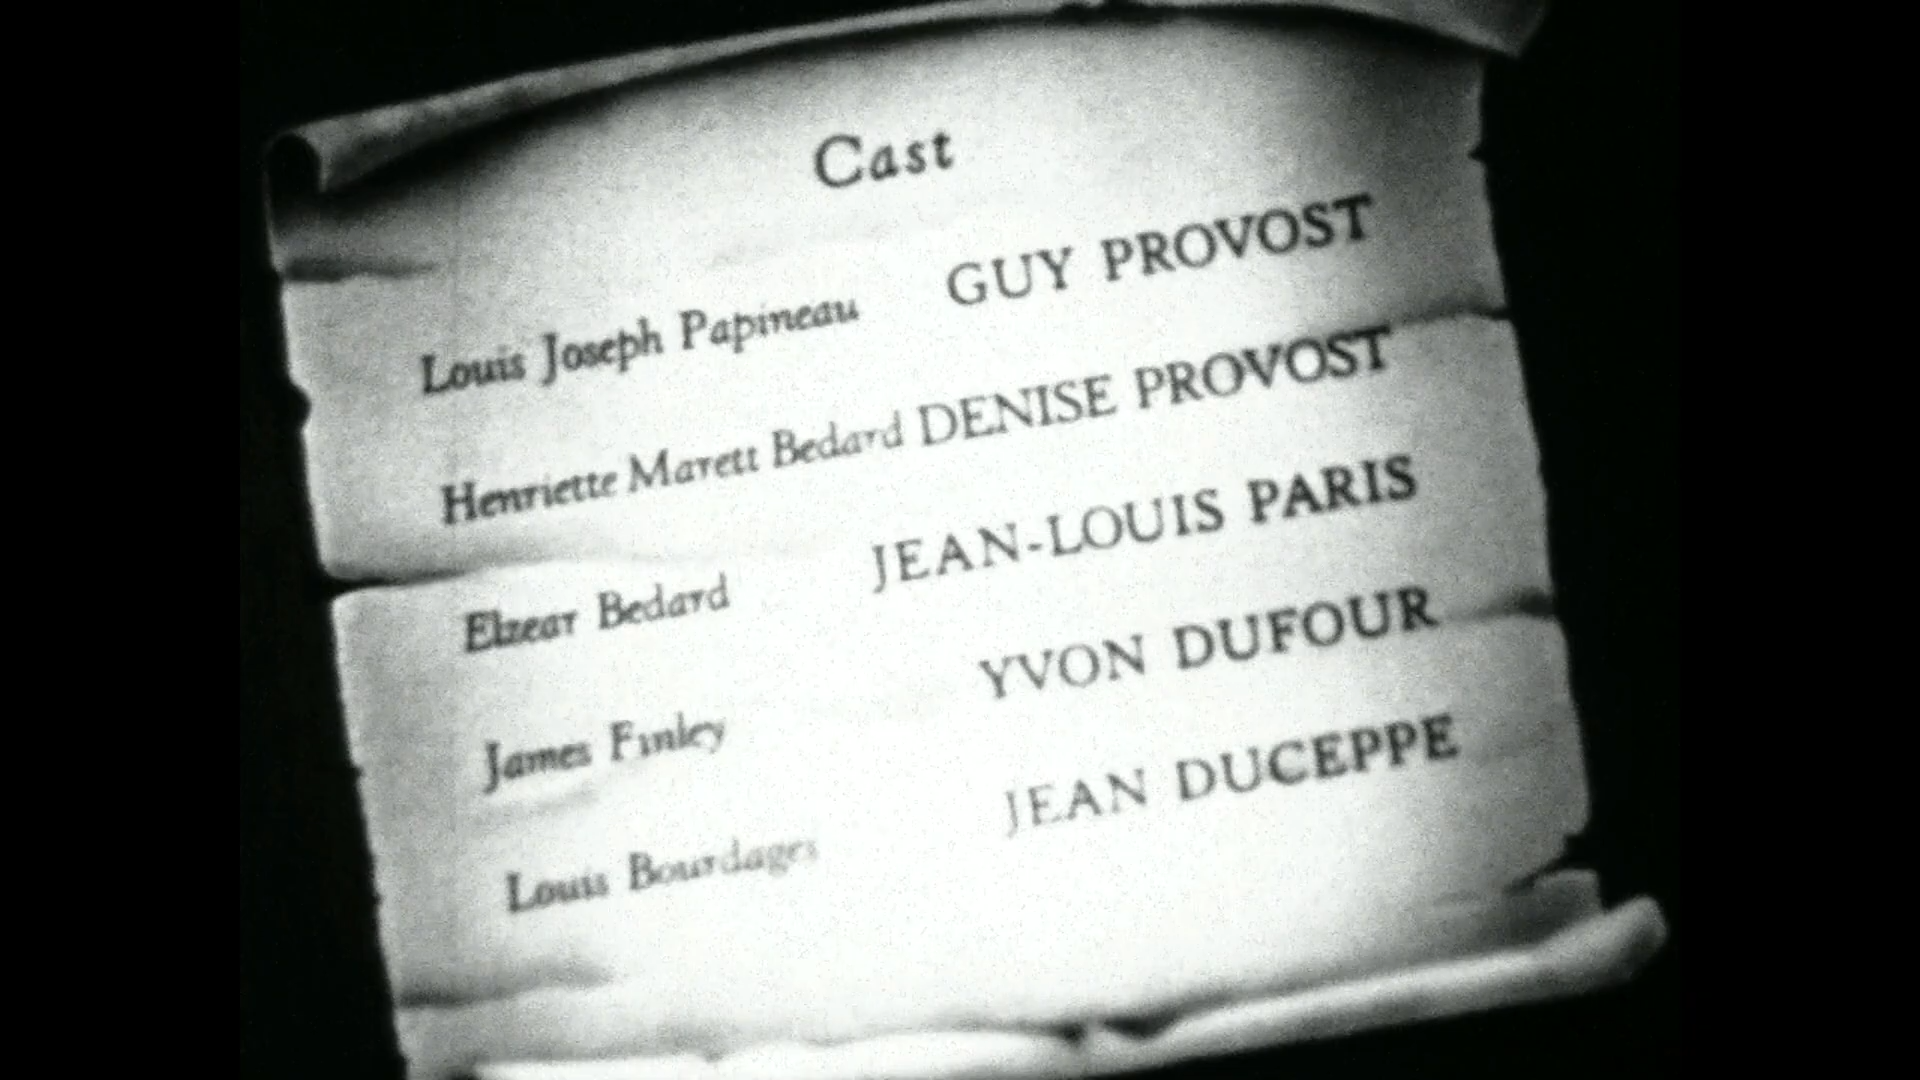 Cast
Louis Joseph Papineau GUY PROVOST
Henriette Marett Bedard DENISE PROVOST
Elzear Bedard JEAN-LOUIS PARIS
James Finley YVON DUFOUR
Louis Bourdages JEAN DUCEPPE